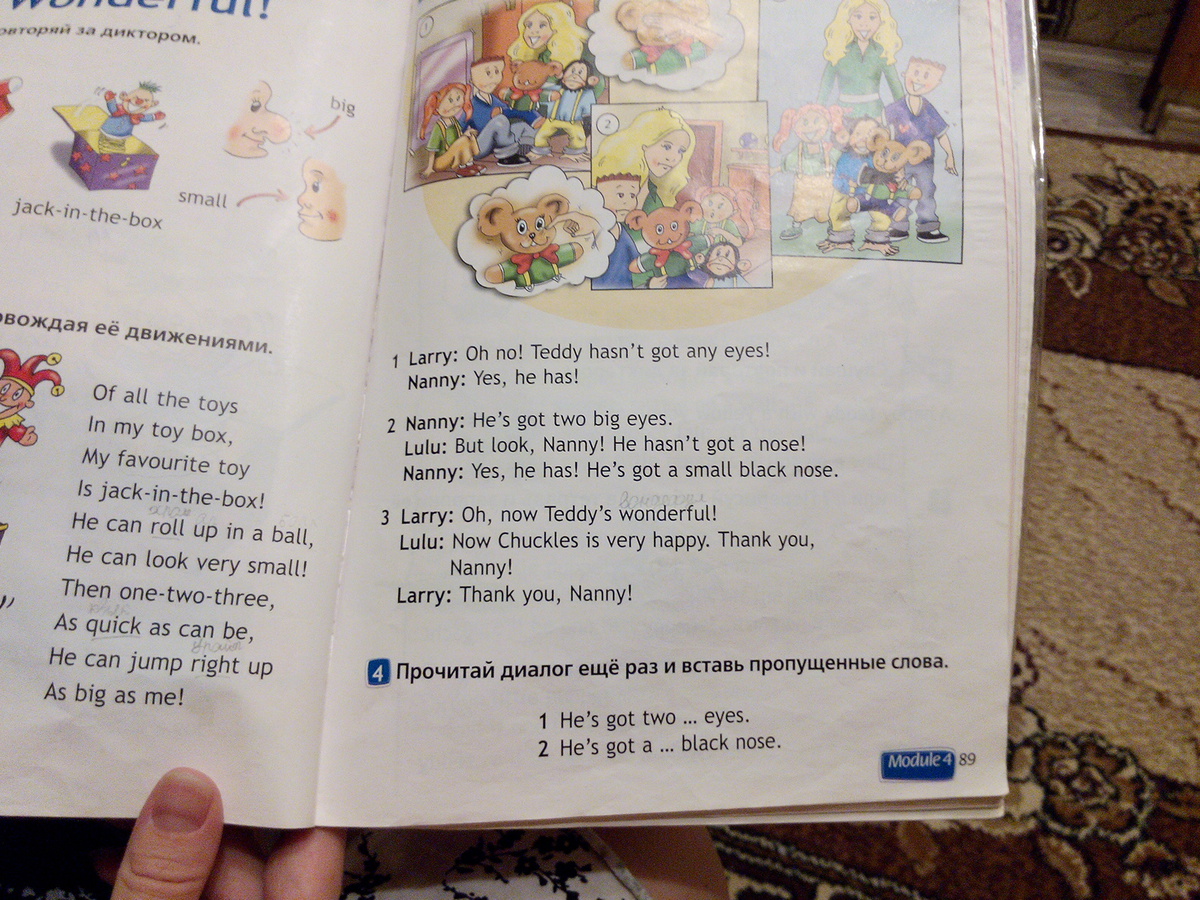 wonderful!
повторяй за диктором.
big
small
jack-in-the-box
овождая её движениями.
Of all the toys
In my toy box,
My favourite toy
Is jack-in-the-box!
He can roll up in a ball,
He can look very small!
Then one-two-three,
As quick as can be,
He can jump right up
As big as me!
1
2
1 Larry: Oh no! Teddy hasn't got any eyes!
Nanny: Yes, he has!
2 Nanny: He's got two big eyes.
Lulu: But look, Nanny! He hasn't got a nose!
Nanny: Yes, he has! He's got a small black nose.
3 Larry: Oh, now Teddy's wonderful!
Lulu: Now Chuckles is very happy. Thank you,
Nanny!
Larry: Thank you, Nanny!
4 Прочитай диалог ещё раз и вставь пропущенные слова.
1 He's got two ... eyes.
2 He's got a ... black nose.
Module 4 89